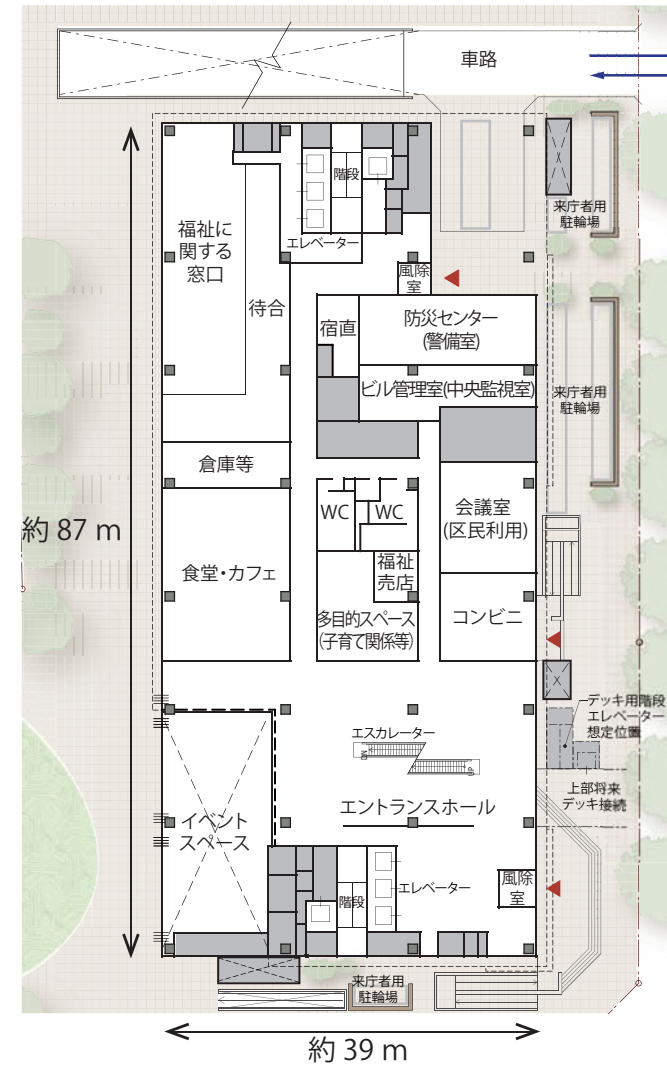 車路
階段
エレベーター
福祉に
関する
窓口
待合
風除
室
来庁者用
駐輪場
宿直
防災センター
(警備室)
ビル管理室(中央監視室)
来庁者用
駐輪場
倉庫等
WC
WC
会議室
(区民利用)
約 87 m
食堂・カフェ
福祉
売店
多目的スペース
(子育て関係等)
コンビニ
デッキ用階段
エレベーター
想定位置
エスカレーター
DN
UP
上部将来
デッキ接続
エントランスホール
イベント
スペース
階段
エレベーター
風除
室
来庁者用
駐輪場
約 39 m